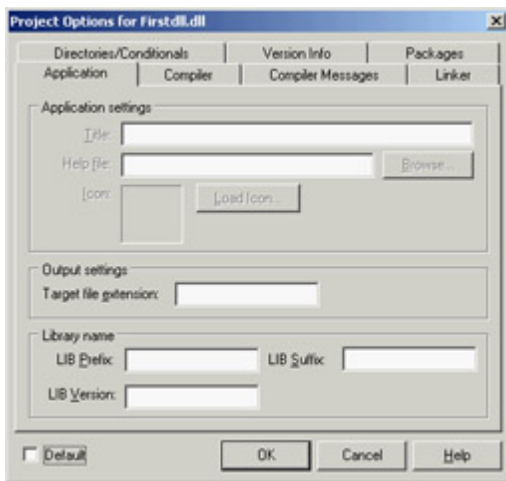 Project Options for Firstdll.dll
Directories/Conditionals Version Info Packages
Application Compiler Compiler Messages Linker
Application settings
Title:
Help file: Browse...
Icon: Load Icon...
Output settings
Target file extension:
Library name
LIB Prefix: LIB Suffix:
LIB Version:
Default OK Cancel Help